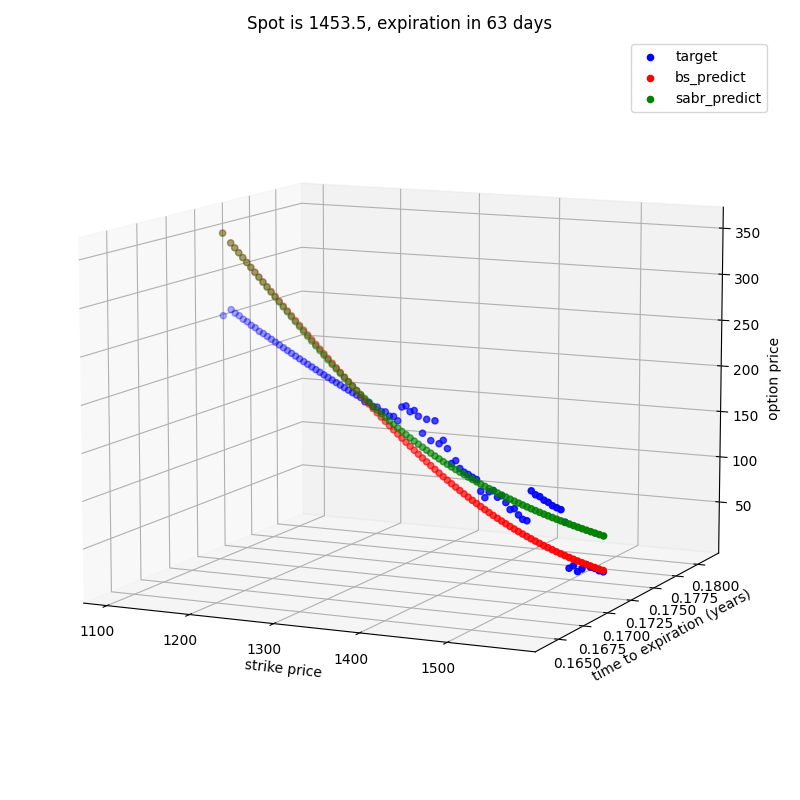 Spot is 1453.5, expiration in 63 days
target
bs_predict
sabr_predict
350
300
250
200
150
100
50
option price
0.1800
0.1775
0.1750
0.1725
0.1700
0.1675
0.1650
time to expiration (years)
1100
1200
1300
1400
1500
strike price